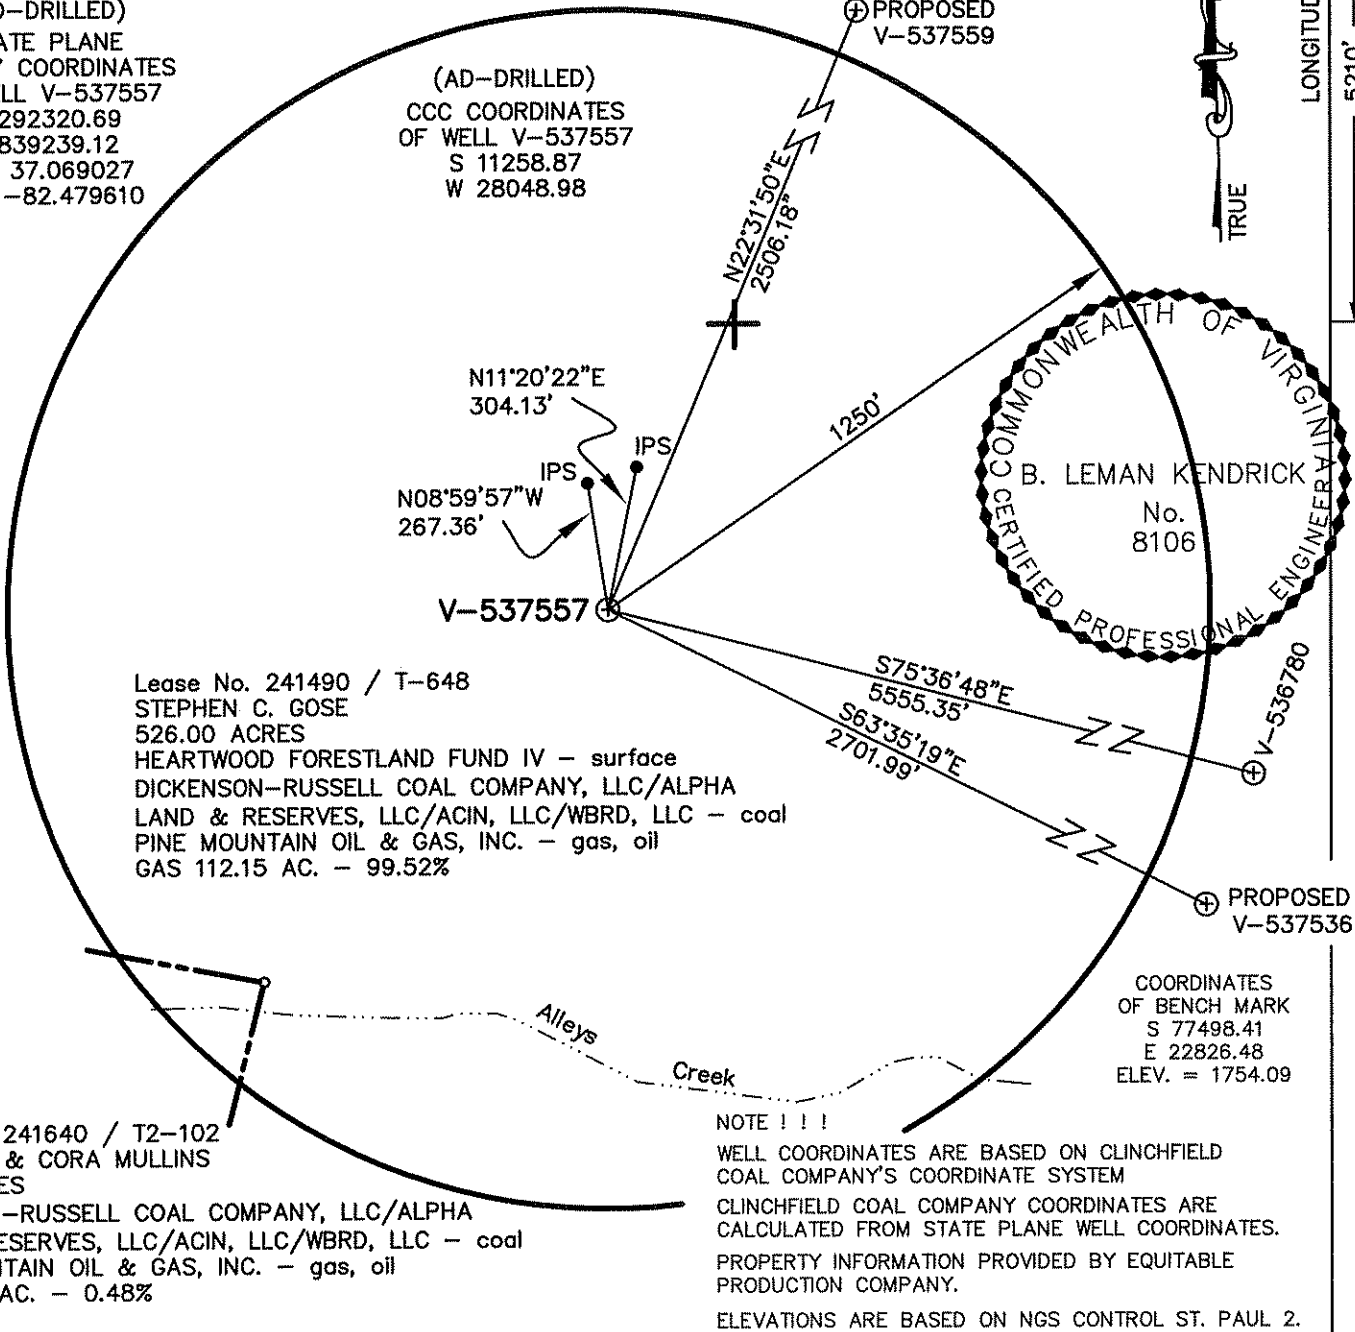 D-DRILLED)
ATE PLANE
COORDINATES
LL V-537557
292320.69
839239.12
37.069027
-82.479610
(AD-DRILLED)
CCC COORDINATES
OF WELL V-537557
S 11258.87
W 28048.98
PROPOSED
V-537559
LONGITUD
5210'
TRUE
N22°31'50"E
2506.18'
N11°20'22"E
304.13'
IPS
IPS
N08°59'57"W
267.36'
1250'
COMMONWEALTH OF VIRGINIA
B. LEMAN KENDRICK
No.
8106
CERTIFIED PROFESSIONAL ENGINEER
V-537557
S75°36'48"E
5555.35'
V-536780
S63°35'19"E
2701.99'
PROPOSED
V-537536
Lease No. 241490 / T-648
STEPHEN C. GOSE
526.00 ACRES
HEARTWOOD FORESTLAND FUND IV - surface
DICKENSON-RUSSELL COAL COMPANY, LLC/ALPHA
LAND & RESERVES, LLC/ACIN, LLC/WBRD, LLC - coal
PINE MOUNTAIN OIL & GAS, INC. - gas, oil
GAS 112.15 AC. - 99.52%
COORDINATES
OF BENCH MARK
S 77498.41
E 22826.48
ELEV. = 1754.09
Alleys
Creek
241640 / T2-102
& CORA MULLINS
ES
-RUSSELL COAL COMPANY, LLC/ALPHA
ESERVES, LLC/ACIN, LLC/WBRD, LLC - coal
TAIN OIL & GAS, INC. - gas, oil
AC. - 0.48%
NOTE ! ! !
WELL COORDINATES ARE BASED ON CLINCHFIELD
COAL COMPANY'S COORDINATE SYSTEM
CLINCHFIELD COAL COMPANY COORDINATES ARE
CALCULATED FROM STATE PLANE WELL COORDINATES.
PROPERTY INFORMATION PROVIDED BY EQUITABLE
PRODUCTION COMPANY.
ELEVATIONS ARE BASED ON NGS CONTROL ST. PAUL 2.